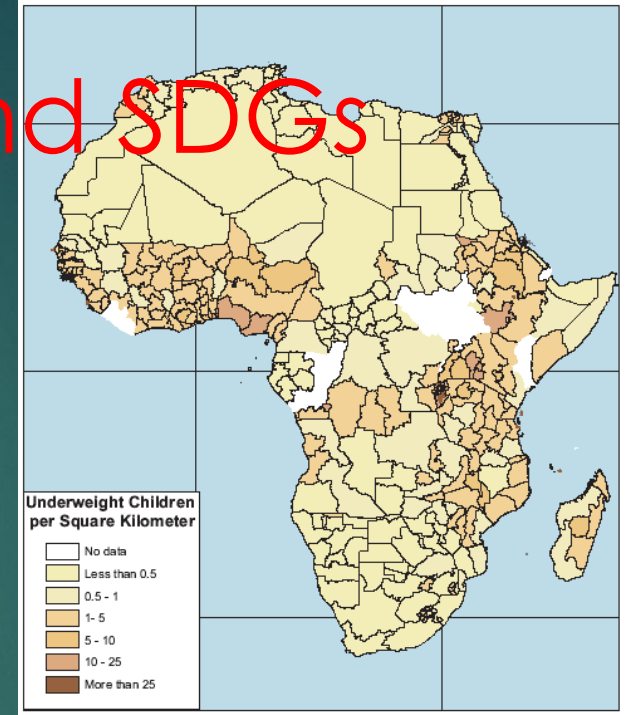 nd SDGs
Underweight Children
per Square Kilometer
No data
Less than 0.5
0.5 - 1
1- 5
5 - 10
10 - 25
More than 25